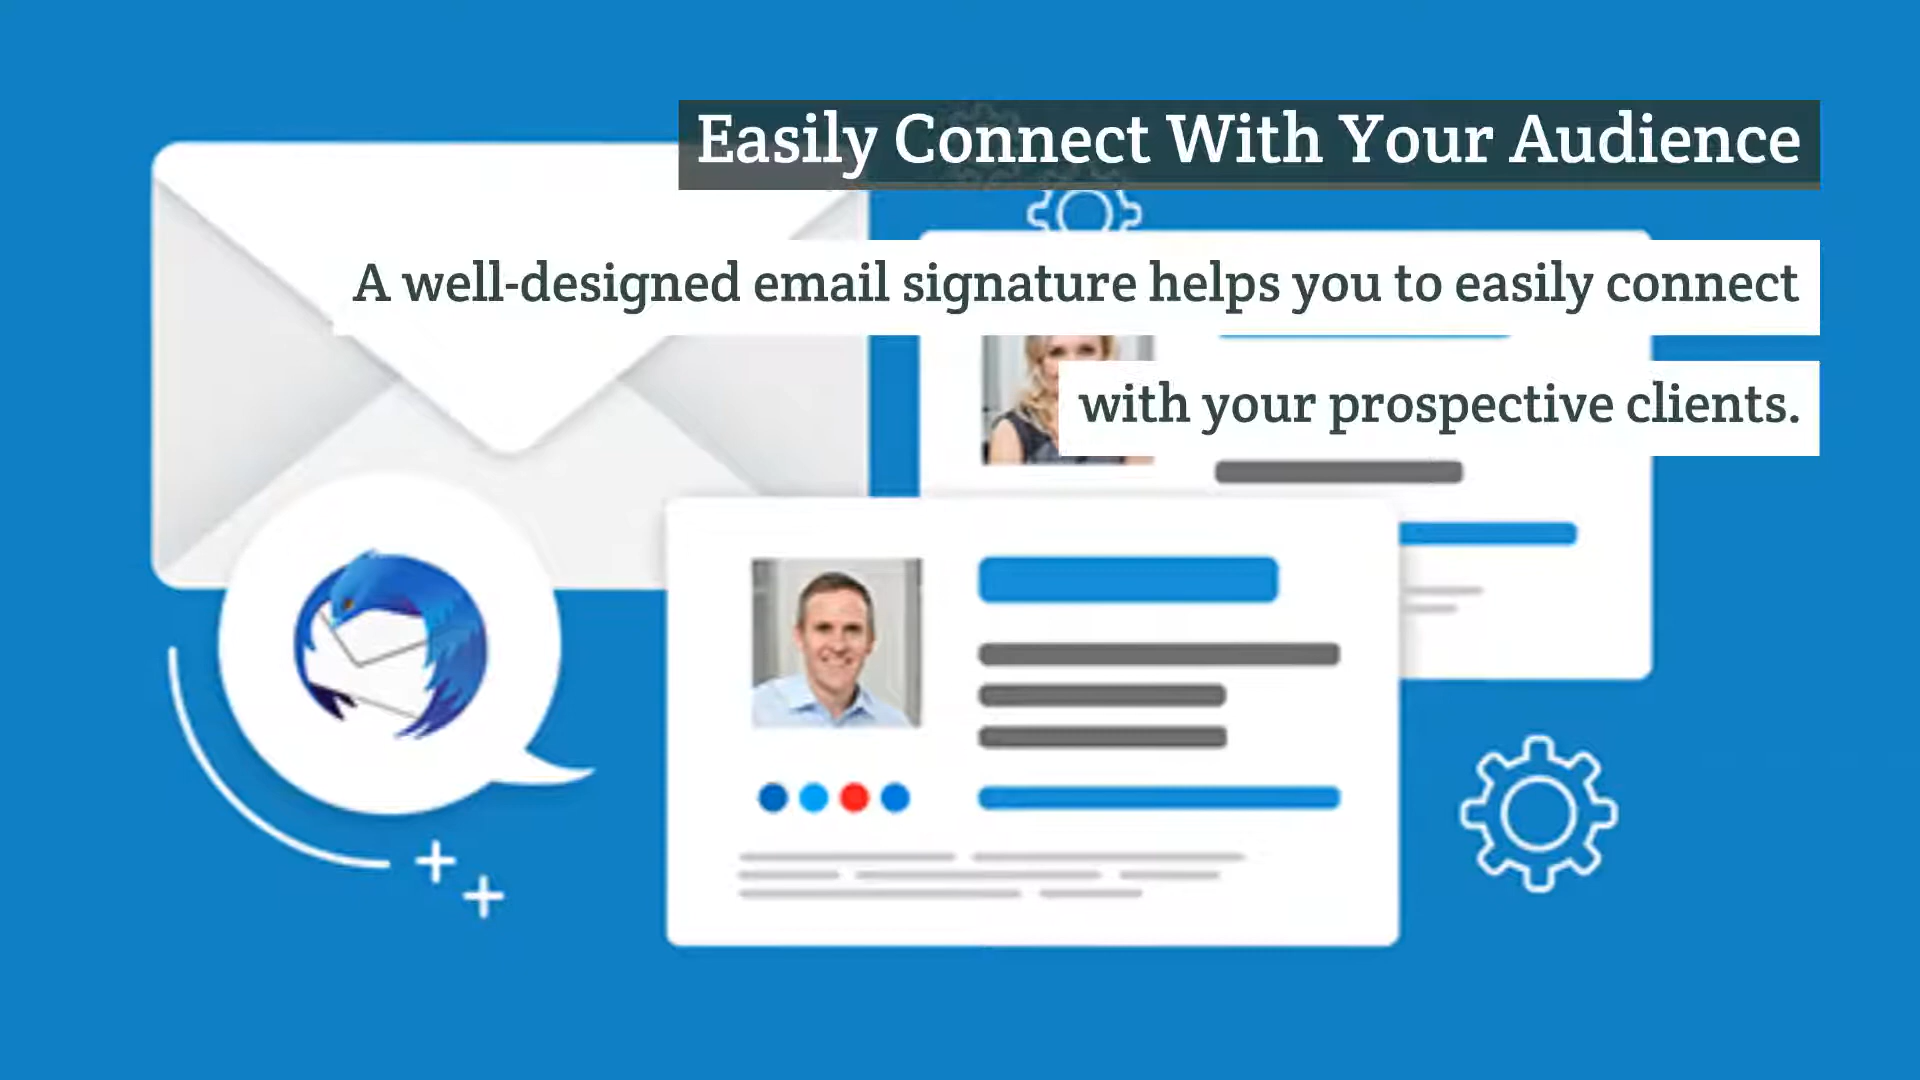 Easily Connect With Your Audience
A well-designed email signature helps you to easily connect
with your prospective clients.